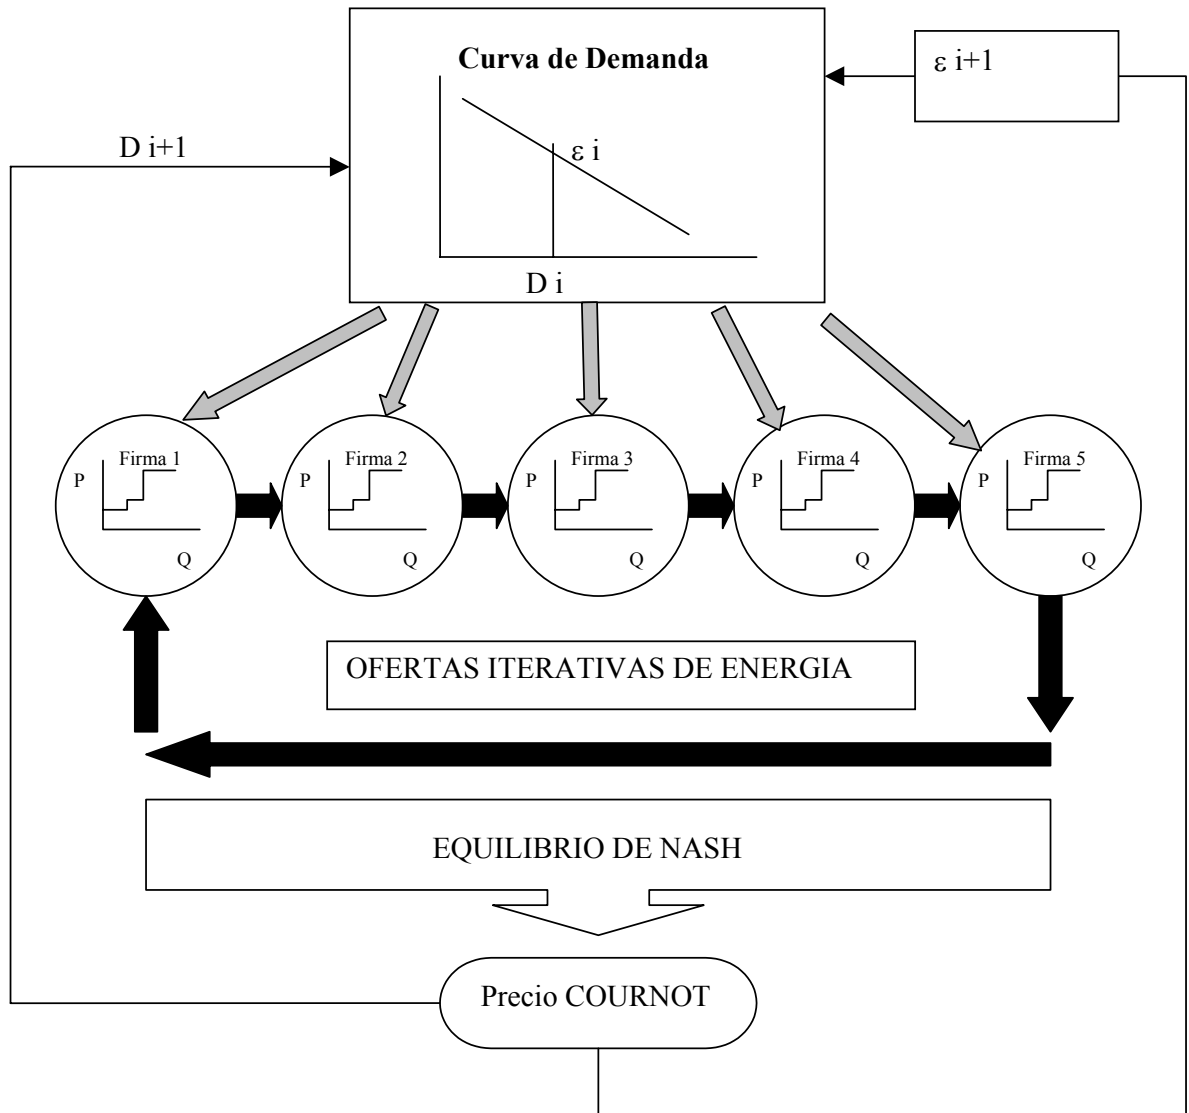 Curva de Demanda
ε i+1
D i+1
ε i
D i
Firma 1
P
Q
Firma 2
P
Q
Firma 3
P
Q
Firma 4
P
Q
Firma 5
P
Q
OFERTAS ITERATIVAS DE ENERGIA
EQUILIBRIO DE NASH
Precio COURNOT